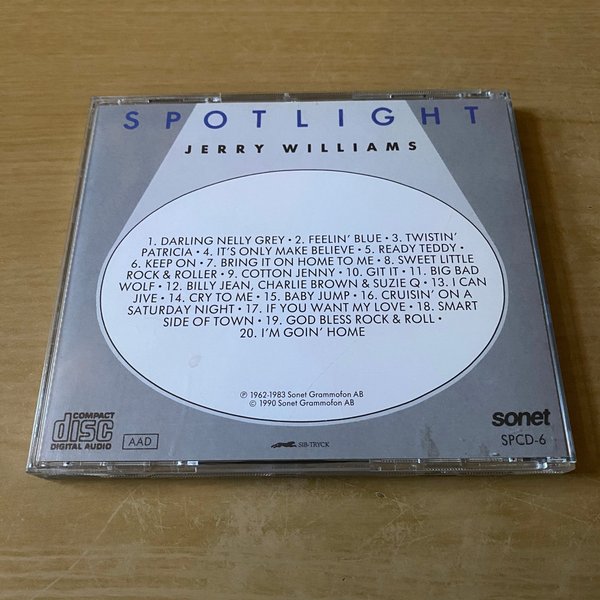 SPOTLIGHT
JERRY WILLIAMS
1. DARLING NELLY GREY • 2. FEELIN' BLUE • 3. TWISTIN'
PATRICIA • 4. IT'S ONLY MAKE BELIEVE • 5. READY TEDDY •
6. KEEP ON • 7. BRING IT ON HOME TO ME • 8. SWEET LITTLE
ROCK & ROLLER • 9. COTTON JENNY • 10. GIT IT • 11. BIG BAD
WOLF • 12. BILLY JEAN, CHARLIE BROWN & SUZIE Q • 13. I CAN
JIVE • 14. CRY TO ME • 15. BABY JUMP • 16. CRUISIN' ON A
SATURDAY NIGHT • 17. IF YOU WANT MY LOVE • 18. SMART
SIDE OF TOWN • 19. GOD BLESS ROCK & ROLL •
20. I'M GOIN' HOME
℗ 1962-1983 Sonet Grammofon AB
© 1990 Sonet Grammofon AB
COMPACT
disc
DIGITAL AUDIO
AAD
SIB-TRYCK
sonet
SPCD-6